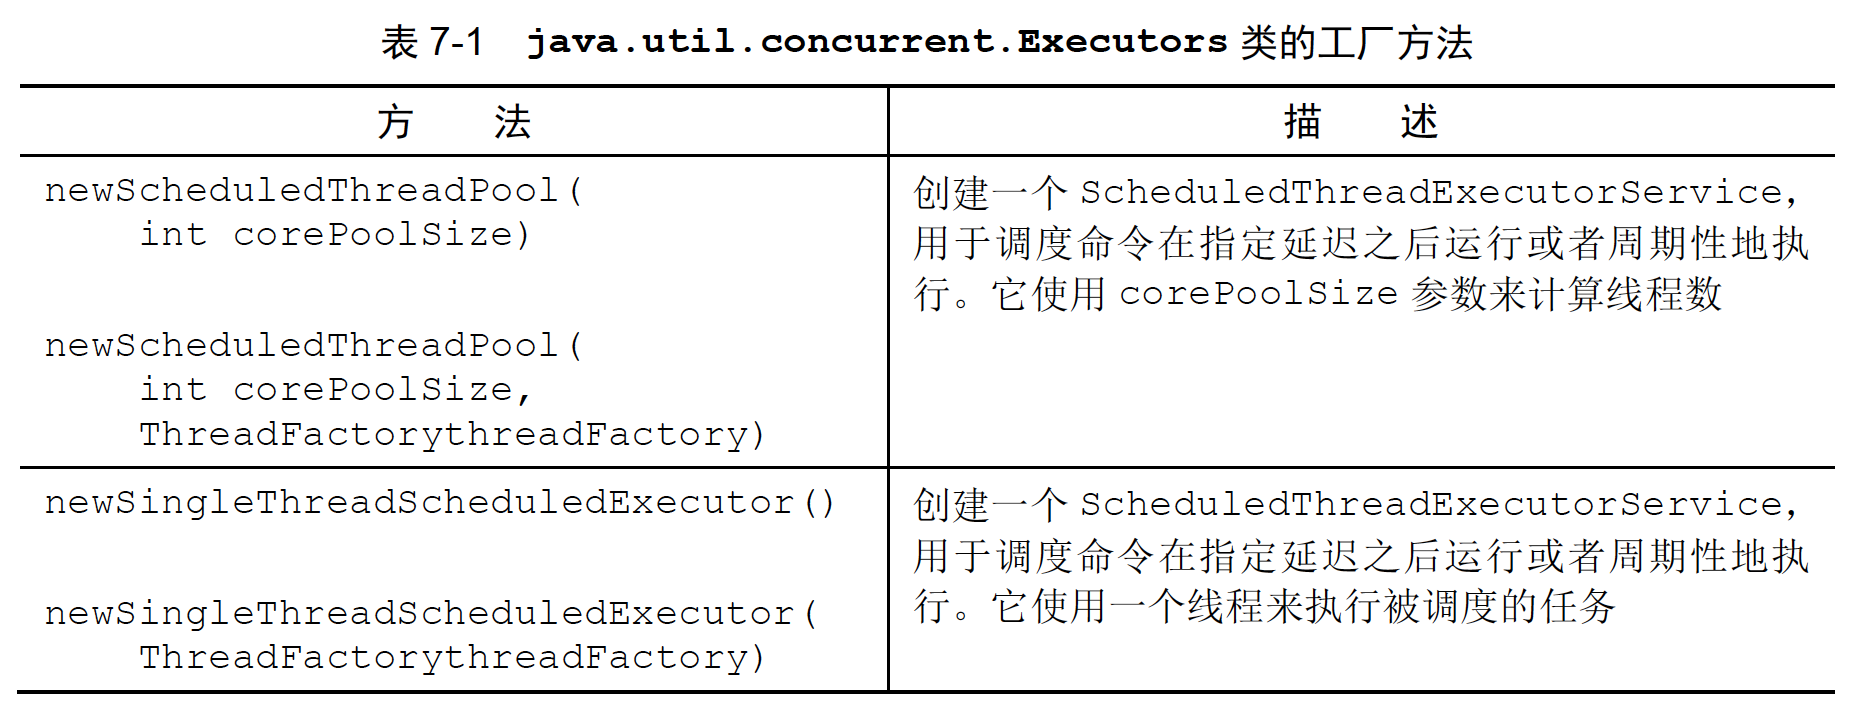 表 7-1 java.util.concurrent.Executors 类的工厂方法
方 法
描 述
newScheduledThreadPool(
int corePoolSize)
newScheduledThreadPool(
int corePoolSize,
ThreadFactorythreadFactory)
创建一个 ScheduledThreadExecutorService，
用于调度命令在指定延迟之后运行或者周期性地执
行。它使用 corePoolSize 参数来计算线程数
newSingleThreadScheduledExecutor()
newSingleThreadScheduledExecutor(
ThreadFactorythreadFactory)
创建一个 ScheduledThreadExecutorService，
用于调度命令在指定延迟之后运行或者周期性地执
行。它使用一个线程来执行被调度的任务